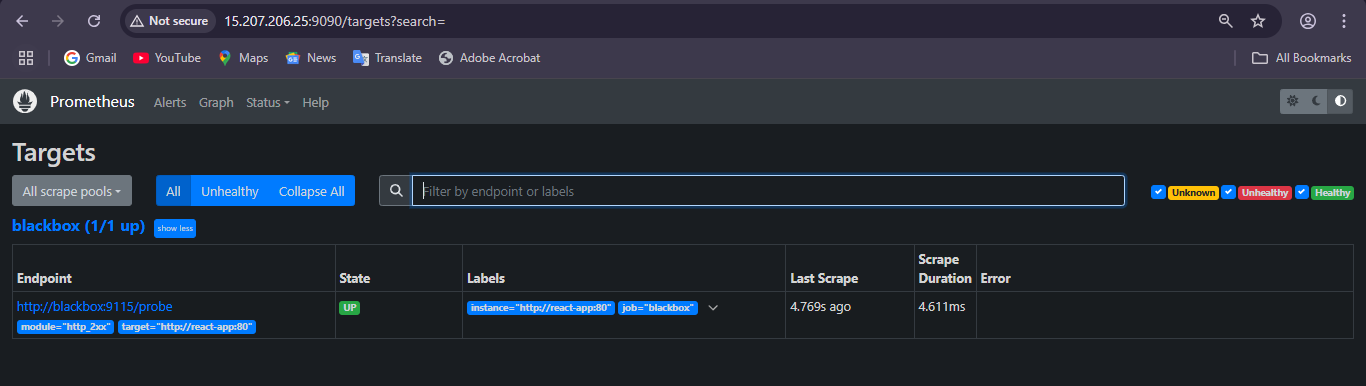 Not secure 15.207.206.25:9090/targets?search=
Gmail YouTube Maps News Translate Adobe Acrobat All Bookmarks
Prometheus Alerts Graph Status Help
Targets
All scrape pools All Unhealthy Collapse All Filter by endpoint or labels Unknown Unhealthy Healthy
blackbox (1/1 up) show less
Endpoint State Labels Last Scrape Scrape Duration Error
http://blackbox:9115/probe UP instance="http://react-app:80" job="blackbox" 4.769s ago 4.611ms
module="http_2xx" target="http://react-app:80"